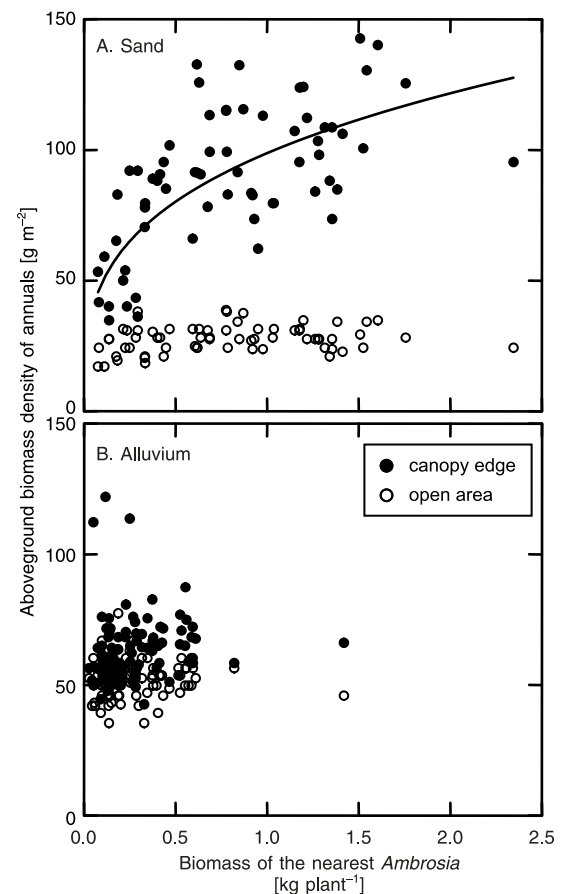 Aboveground biomass density of annuals [g m⁻²]
150
A. Sand
100
50
0
150
B. Alluvium
canopy edge
open area
100
50
0
0.0 0.5 1.0 1.5 2.0 2.5
Biomass of the nearest Ambrosia
[kg plant⁻¹]